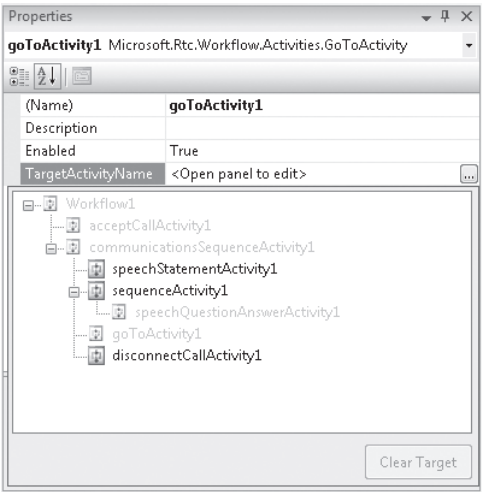 Properties
goToActivity1 Microsoft.Rtc.Workflow.Activities.GoToActivity
(Name) goToActivity1
Description
Enabled True
TargetActivityName <Open panel to edit> ...
Workflow1
acceptCallActivity1
communicationsSequenceActivity1
speechStatementActivity1
sequenceActivity1
speechQuestionAnswerActivity1
goToActivity1
disconnectCallActivity1
Clear Target